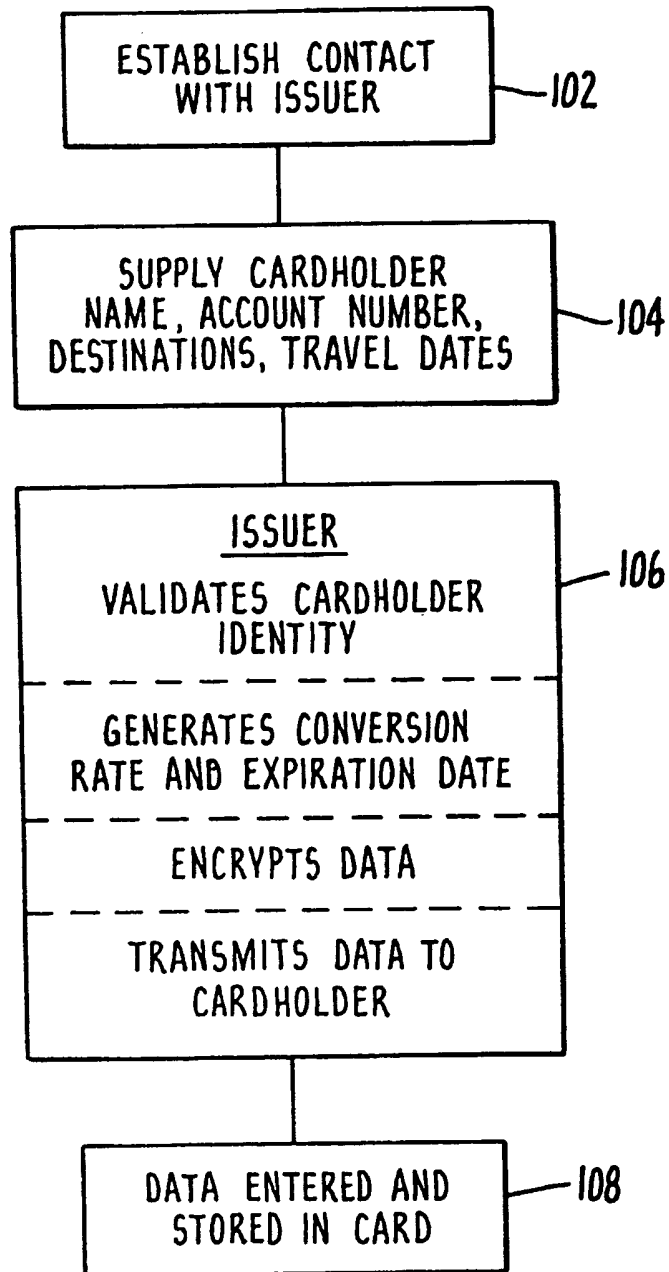 ESTABLISH CONTACT
WITH ISSUER
102
SUPPLY CARDHOLDER
NAME, ACCOUNT NUMBER,
DESTINATIONS, TRAVEL DATES
104
ISSUER
106
VALIDATES CARDHOLDER
IDENTITY
GENERATES CONVERSION
RATE AND EXPIRATION DATE
ENCRYPTS DATA
TRANSMITS DATA TO
CARDHOLDER
DATA ENTERED AND
STORED IN CARD
108